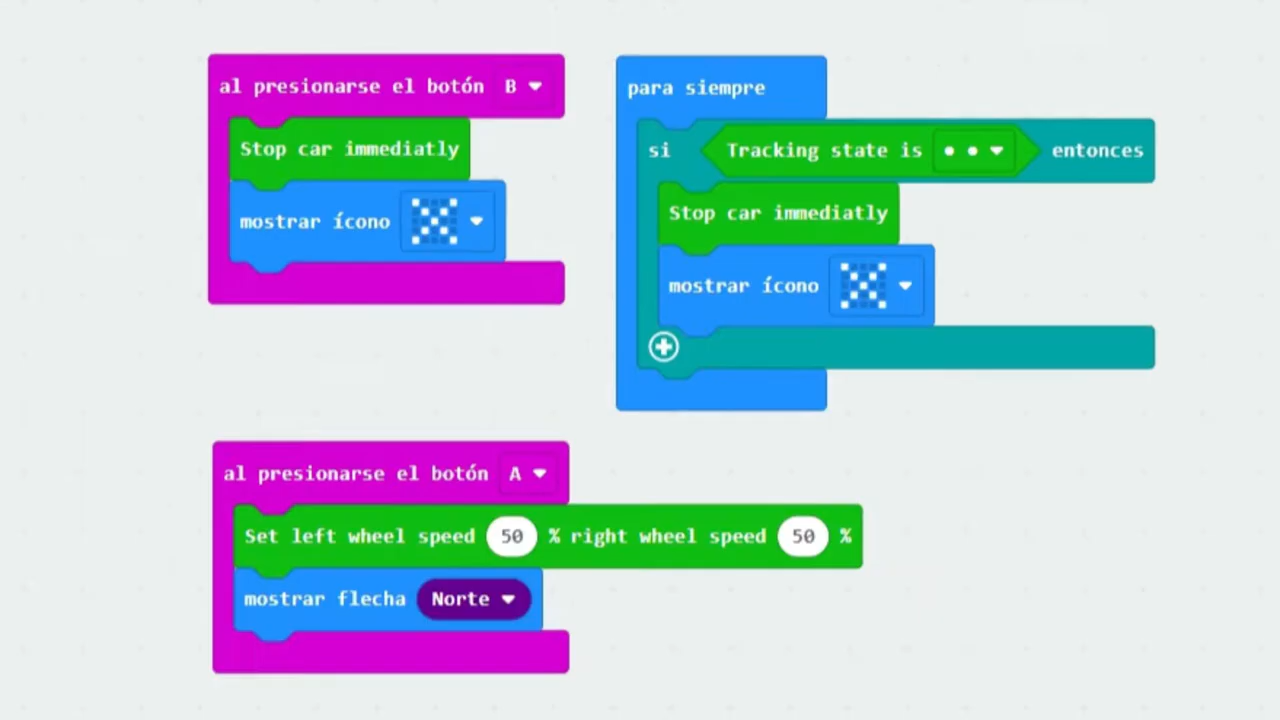 al presionarse el botón B
Stop car immediatly
mostrar ícono
para siempre
si Tracking state is ● ● entonces
Stop car immediatly
mostrar ícono
al presionarse el botón A
Set left wheel speed 50 % right wheel speed 50 %
mostrar flecha Norte